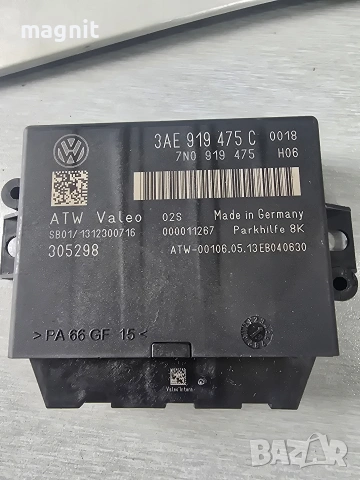 magnit
3AE 919 475 C 0018
7N0 919 475 H06
ATW Valeo 02S Made in Germany
SB01/1312300716 000011267 Parkhilfe 8K
305298 ATW-00106.05.13EB040630
>PA 66 GF 15<
BAZAR